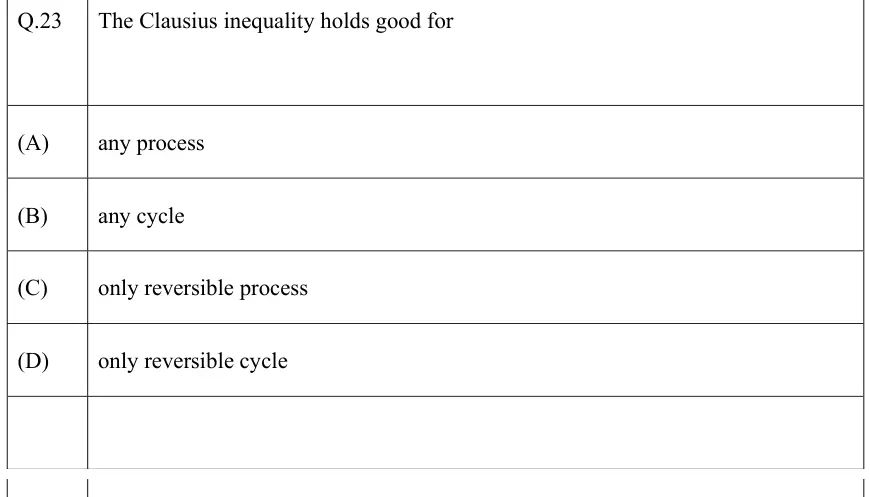 Q.23 The Clausius inequality holds good for
(A) any process
(B) any cycle
(C) only reversible process
(D) only reversible cycle